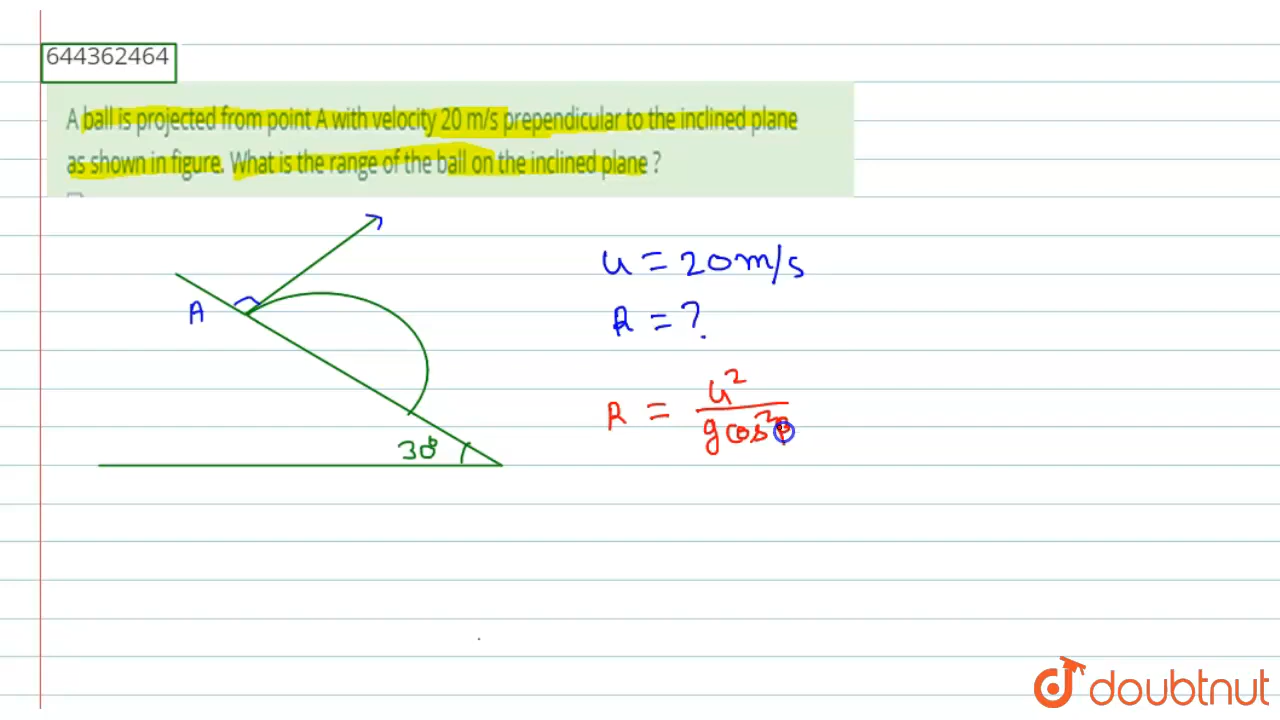 644362464
A ball is projected from point A with velocity 20 m/s prependicular to the inclined plane
as shown in figure. What is the range of the ball on the inclined plane ?
A
30°
u = 20m/s
R = ?
R = u²/gcos²β
doubtnut